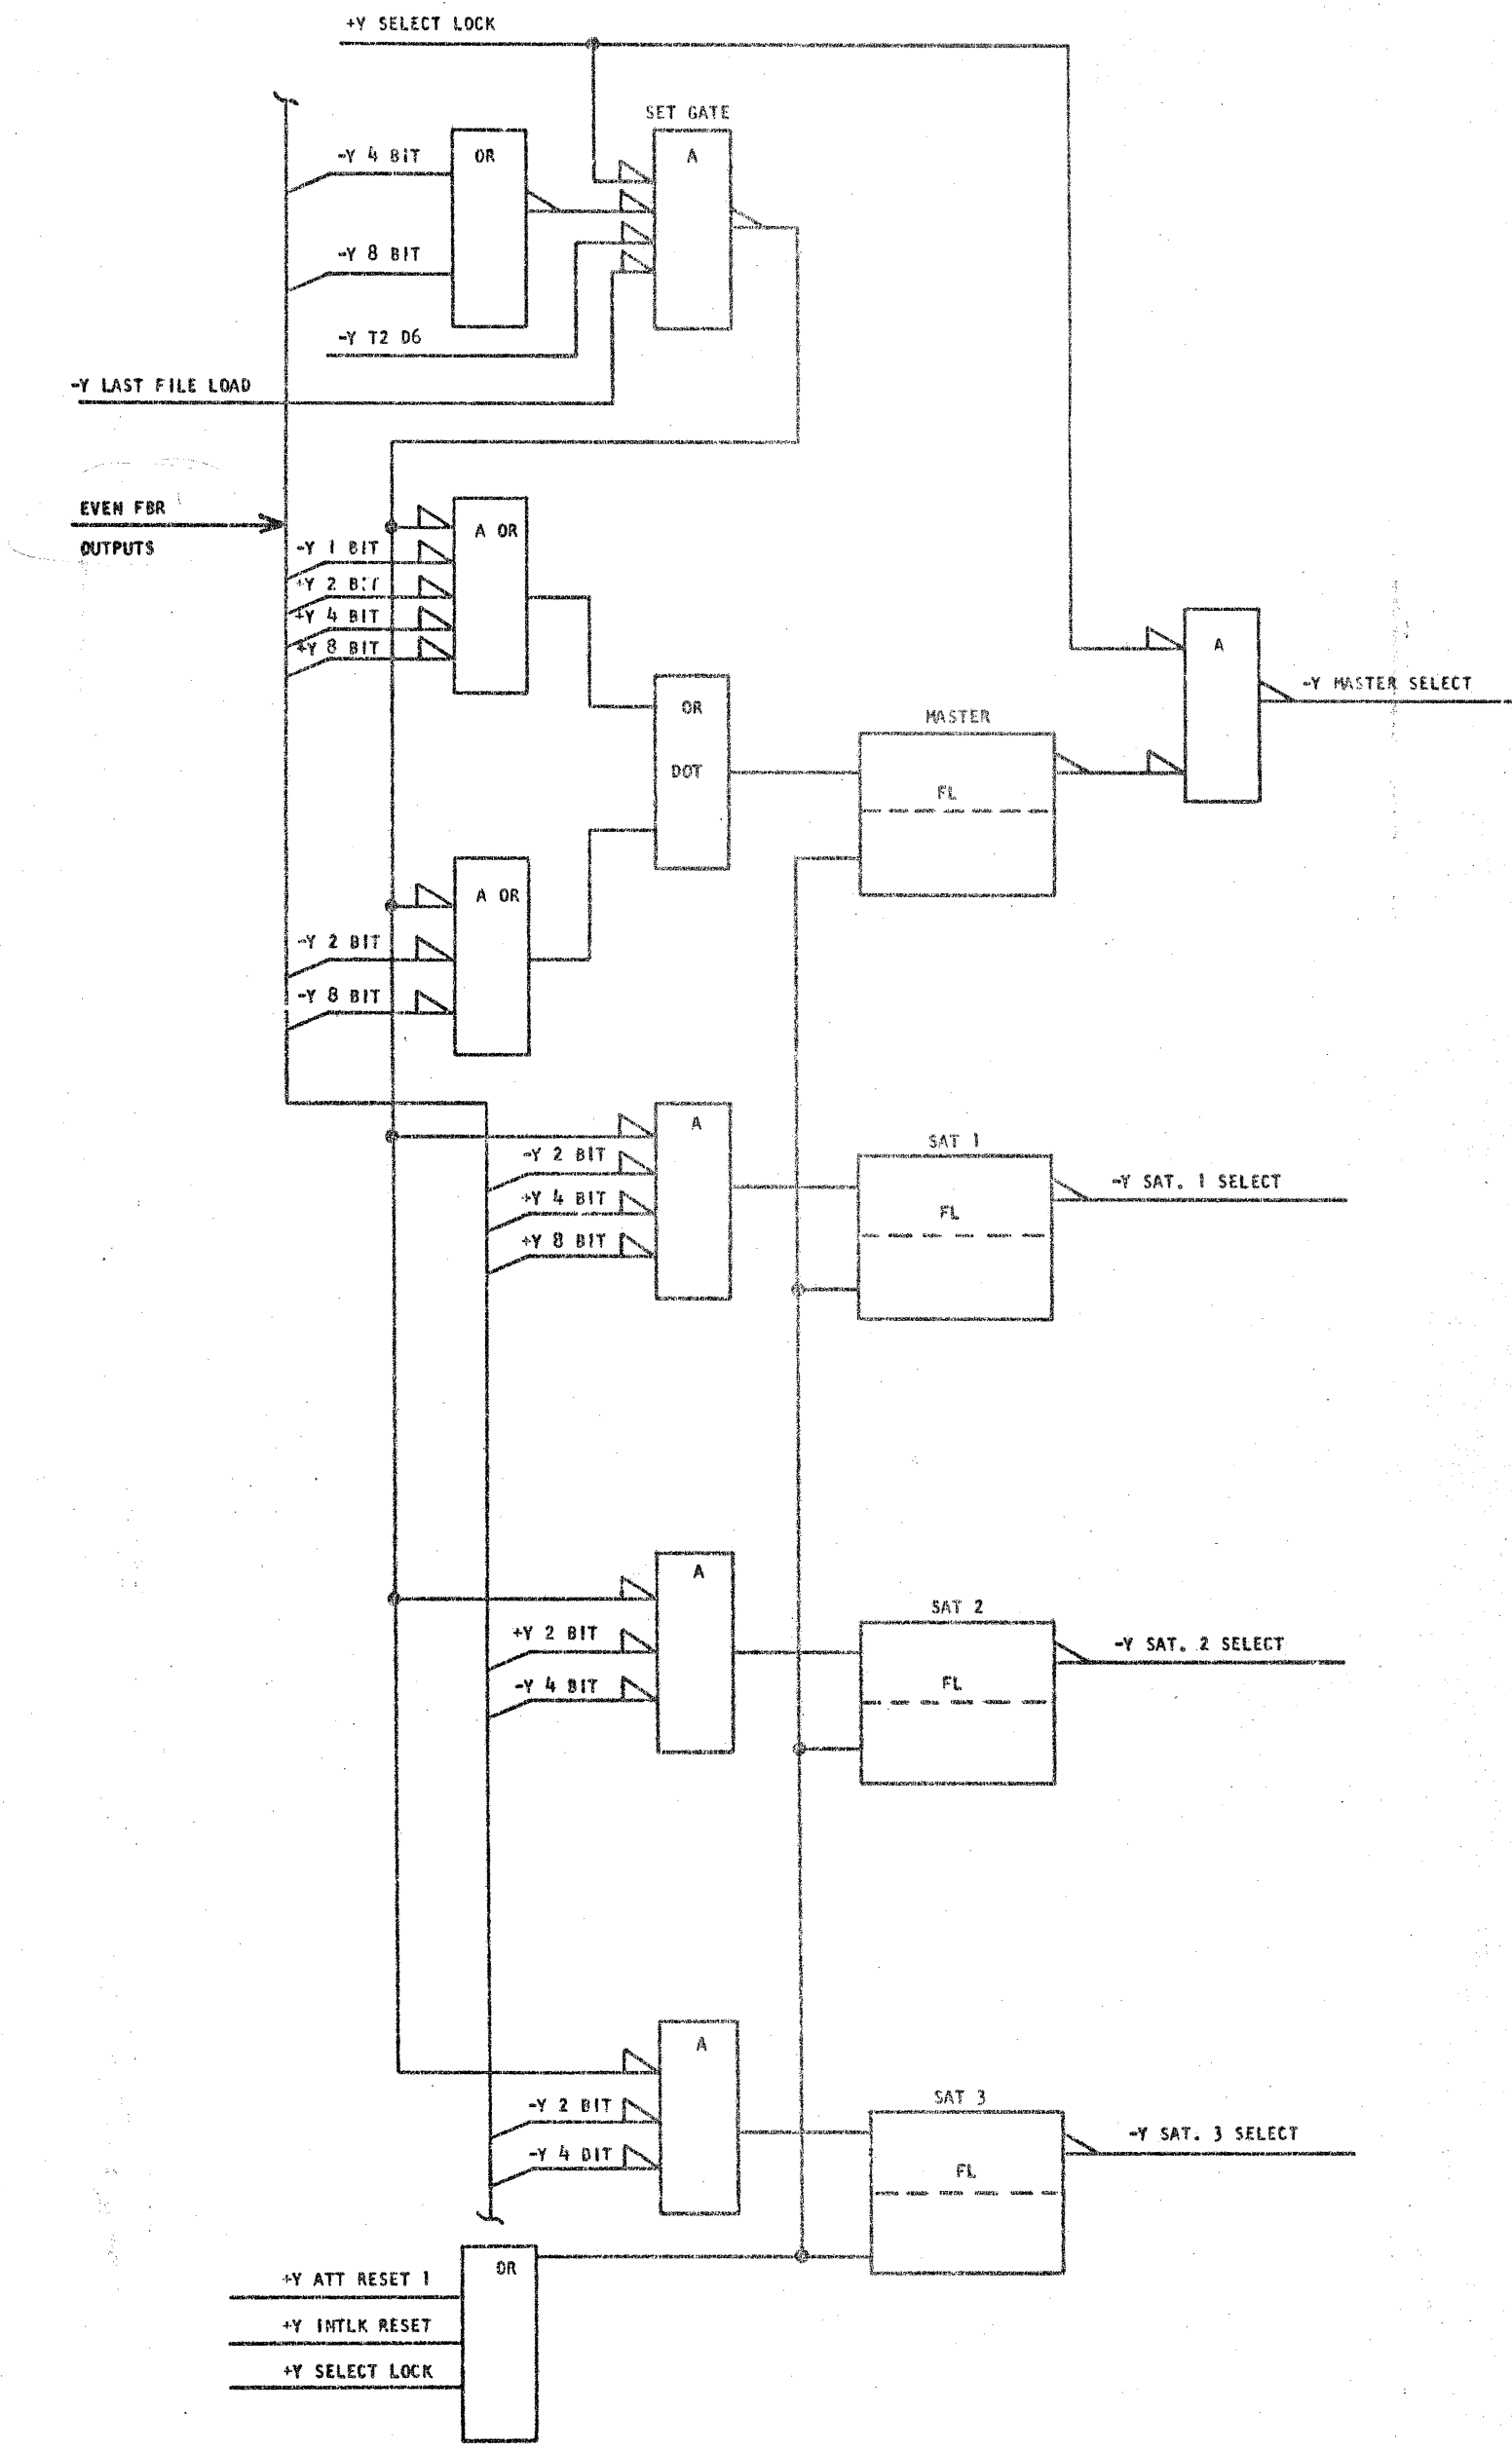 +Y SELECT LOCK
SET GATE
-Y 4 BIT
OR
A
-Y 8 BIT
-Y T2 D6
-Y LAST FILE LOAD
EVEN FBR
OUTPUTS
A OR
-Y 1 BIT
+Y 2 BIT
+Y 4 BIT
+Y 8 BIT
A
-Y MASTER SELECT
OR
DOT
MASTER
FL
A OR
-Y 2 BIT
-Y 8 BIT
A
-Y 2 BIT
+Y 4 BIT
+Y 8 BIT
SAT 1
FL
-Y SAT. 1 SELECT
A
+Y 2 BIT
-Y 4 BIT
SAT 2
FL
-Y SAT. 2 SELECT
A
-Y 2 BIT
-Y 4 BIT
SAT 3
FL
-Y SAT. 3 SELECT
OR
+Y ATT RESET 1
+Y INTLK RESET
+Y SELECT LOCK